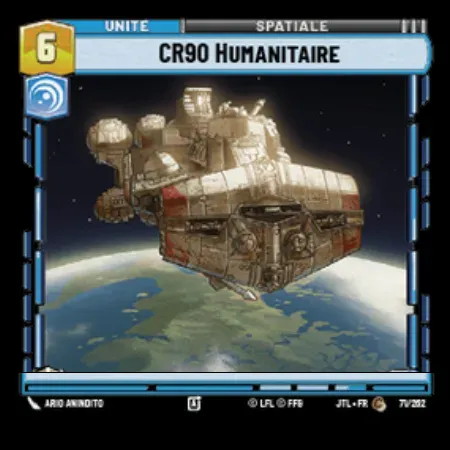 UNITÉ SPATIALE
6
CR90 HUMANITAIRE
ARIO ANINDITO
© LFL © FFG
JTL • FR
71/262